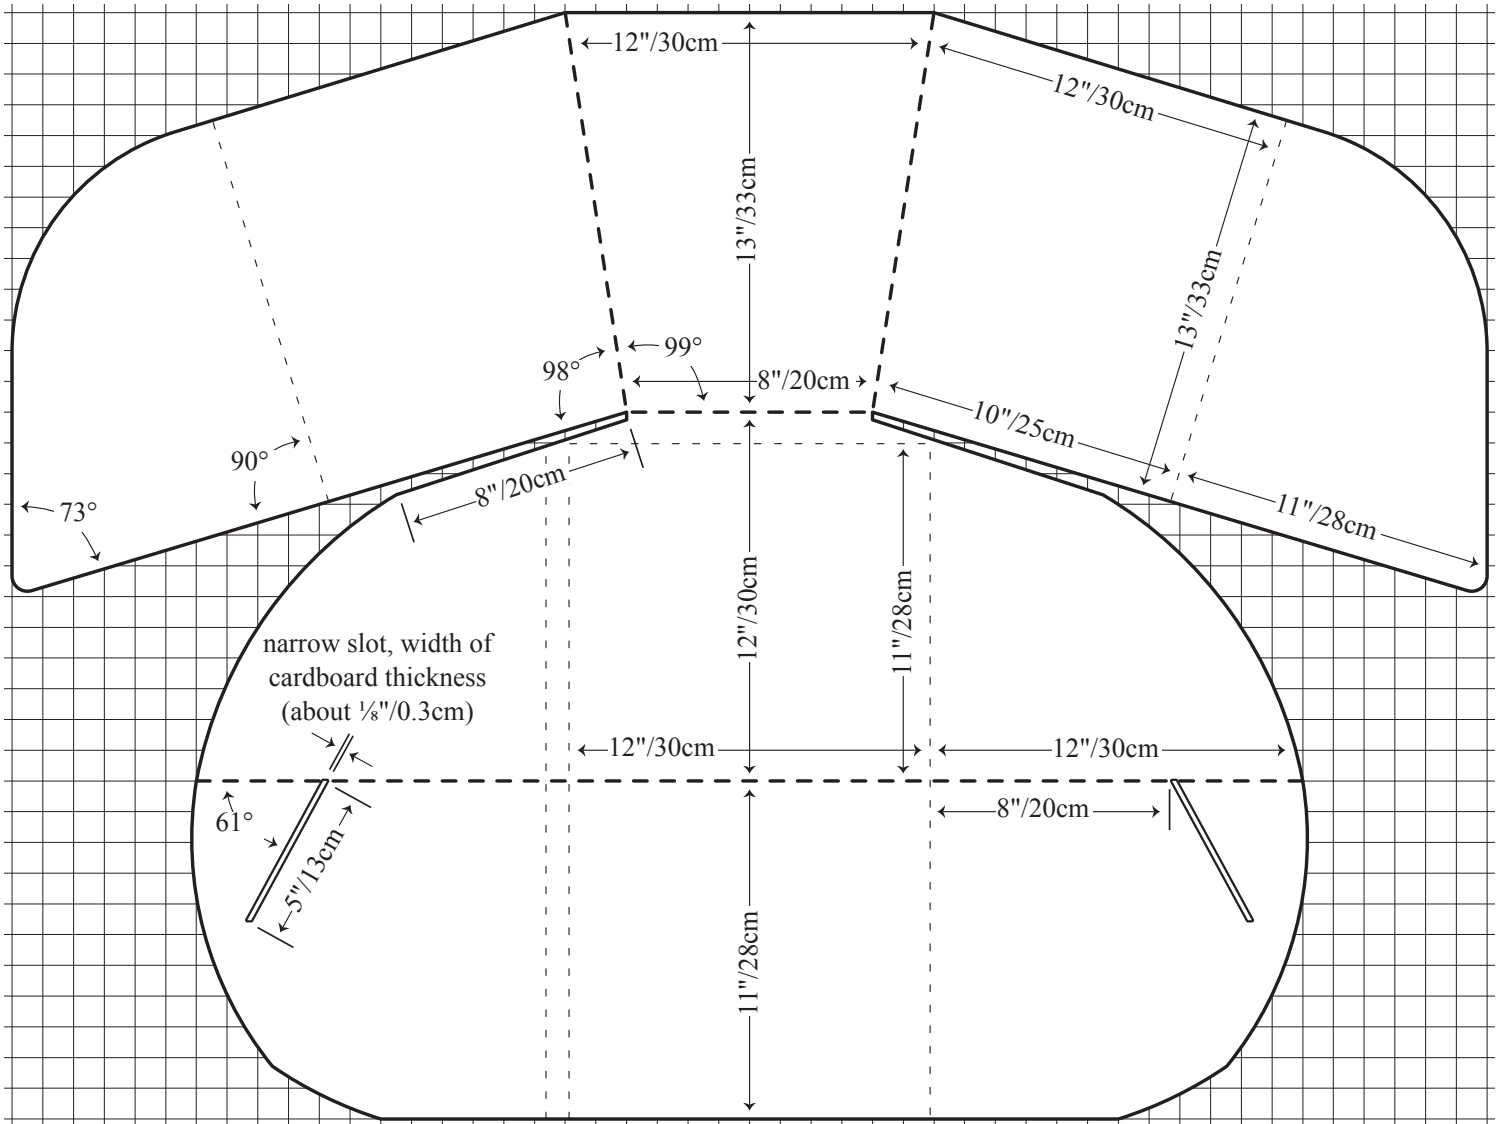 12"/30cm
12"/30cm
13"/33cm
13"/33cm
98°
99°
8"/20cm
10"/25cm
90°
8"/20cm
73°
11"/28cm
12"/30cm
11"/28cm
narrow slot, width of
cardboard thickness
(about ⅛"/0.3cm)
12"/30cm
12"/30cm
61°
8"/20cm
5"/13cm
11"/28cm